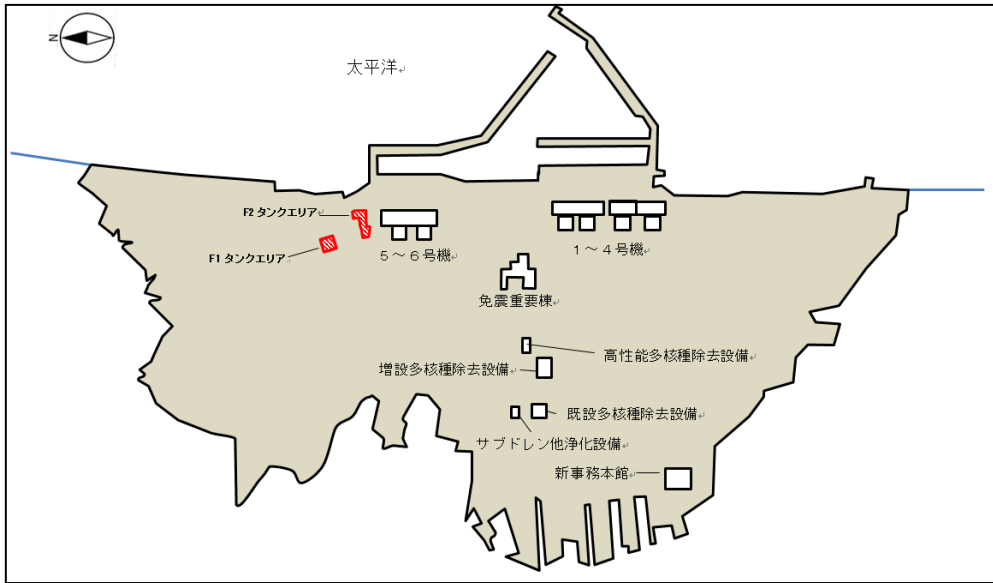 N
太平洋
F2 タンクエリア
F1 タンクエリア
5~6号機
1~4号機
免震重要棟
高性能多核種除去設備
増設多核種除去設備
既設多核種除去設備
サブドレン他浄化設備
新事務本館